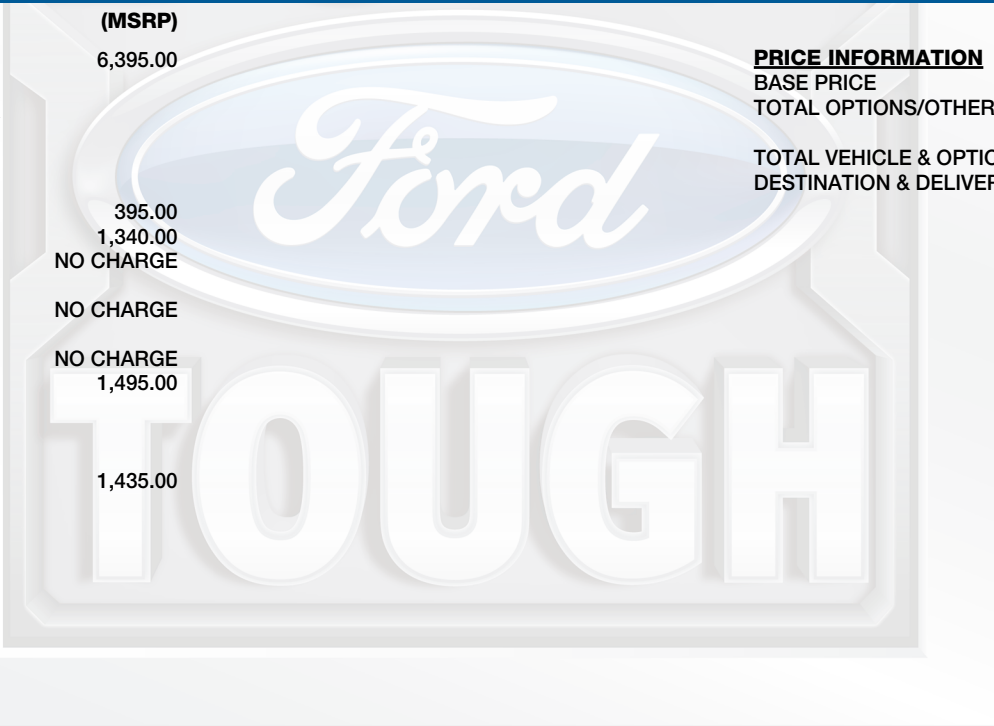 (MSRP)
6,395.00
395.00
1,340.00
NO CHARGE
NO CHARGE
NO CHARGE
1,495.00
1,435.00
PRICE INFORMATION
BASE PRICE
TOTAL OPTIONS/OTHER
TOTAL VEHICLE & OPTIO
DESTINATION & DELIVER
Ford
TOUGH